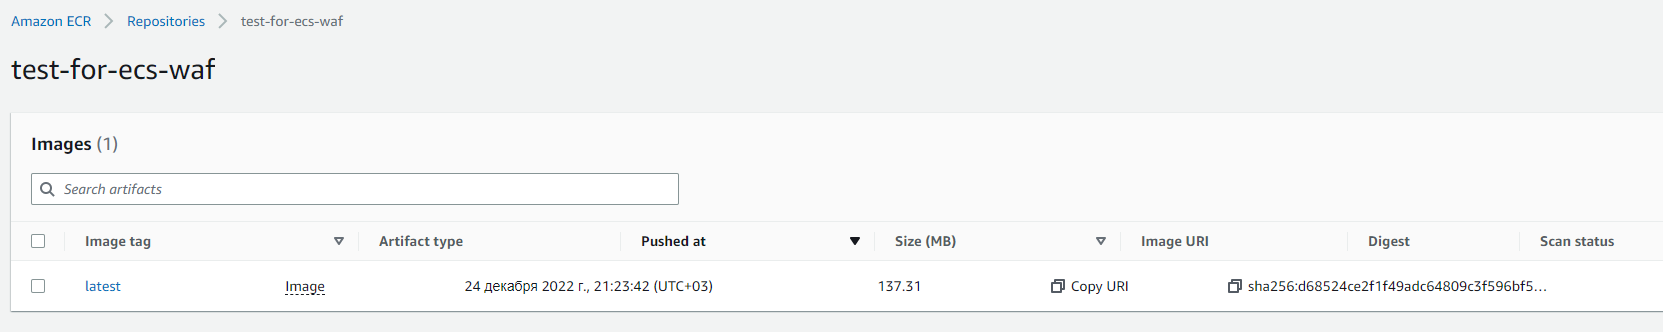 Amazon ECR Repositories test-for-ecs-waf
test-for-ecs-waf
Images (1)
Search artifacts
Image tag Artifact type Pushed at Size (MB) Image URI Digest Scan status
latest Image 24 декабря 2022 г., 21:23:42 (UTC+03) 137.31 Copy URI sha256:d68524ce2f1f49adc64809c3f596bf5…